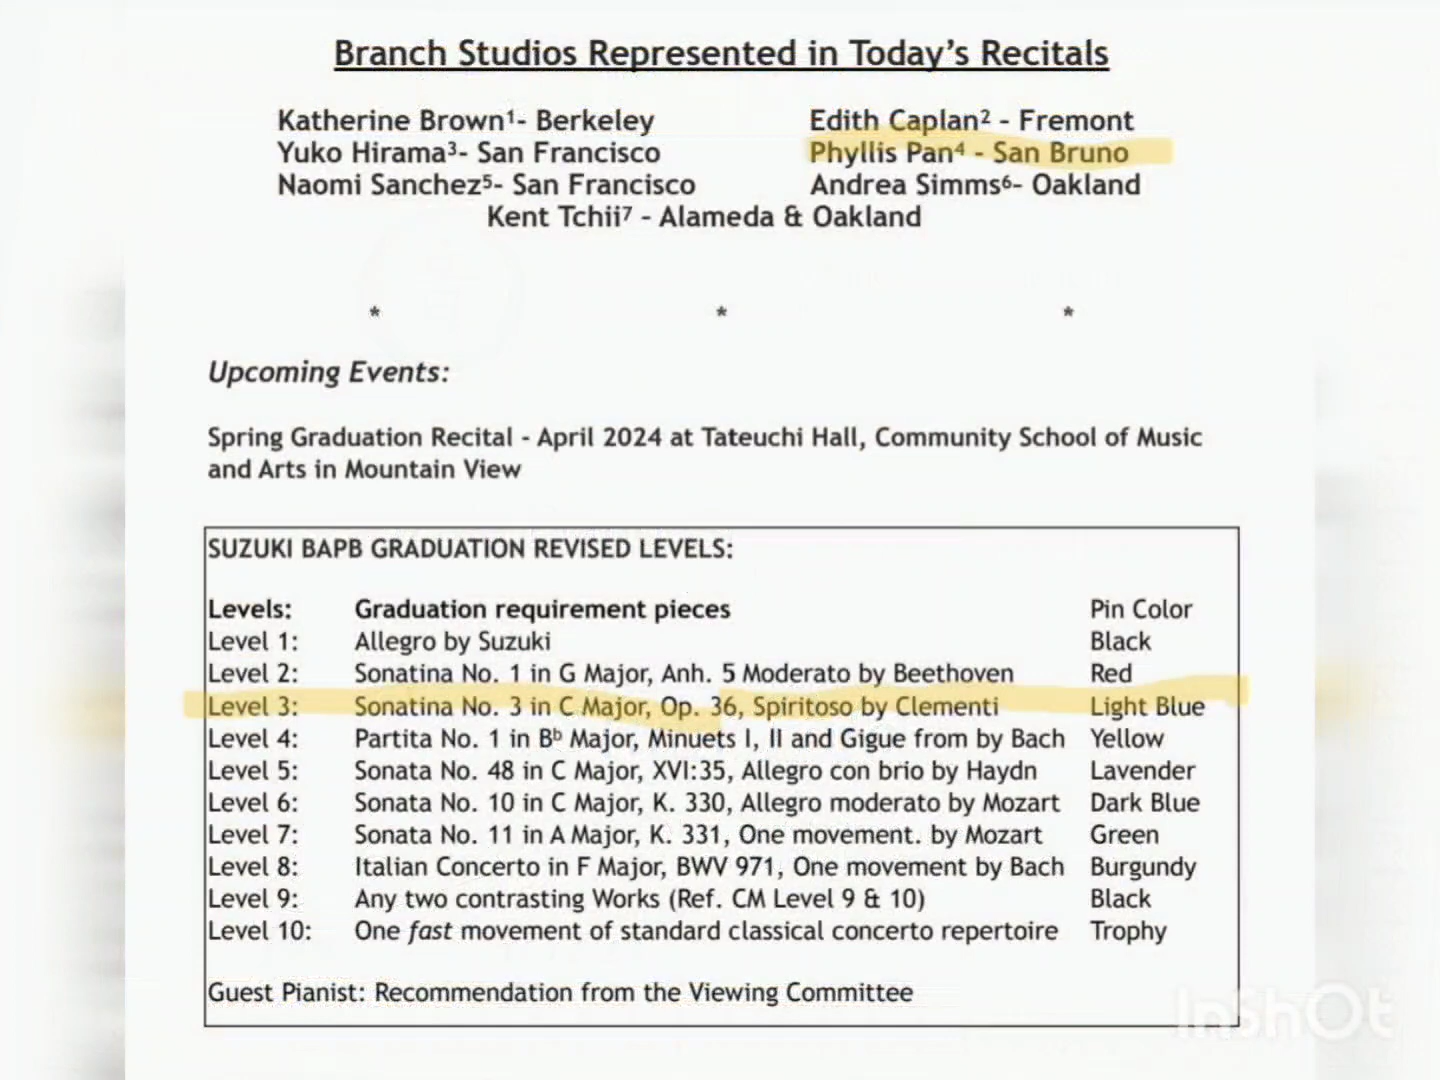 Branch Studios Represented in Today's Recitals
Katherine Brown¹- Berkeley Edith Caplan² - Fremont
Yuko Hirama³- San Francisco Phyllis Pan⁴ - San Bruno
Naomi Sanchez⁵- San Francisco Andrea Simms⁶- Oakland
Kent Tchii⁷ - Alameda & Oakland
* * *
Upcoming Events:
Spring Graduation Recital - April 2024 at Tateuchi Hall, Community School of Music
and Arts in Mountain View
SUZUKI BAPB GRADUATION REVISED LEVELS:
Levels: Graduation requirement pieces Pin Color
Level 1: Allegro by Suzuki Black
Level 2: Sonatina No. 1 in G Major, Anh. 5 Moderato by Beethoven Red
Level 3: Sonatina No. 3 in C Major, Op. 36, Spiritoso by Clementi Light Blue
Level 4: Partita No. 1 in Bᵇ Major, Minuets I, II and Gigue from by Bach Yellow
Level 5: Sonata No. 48 in C Major, XVI:35, Allegro con brio by Haydn Lavender
Level 6: Sonata No. 10 in C Major, K. 330, Allegro moderato by Mozart Dark Blue
Level 7: Sonata No. 11 in A Major, K. 331, One movement. by Mozart Green
Level 8: Italian Concerto in F Major, BWV 971, One movement by Bach Burgundy
Level 9: Any two contrasting Works (Ref. CM Level 9 & 10) Black
Level 10: One fast movement of standard classical concerto repertoire Trophy
Guest Pianist: Recommendation from the Viewing Committee
InShOt